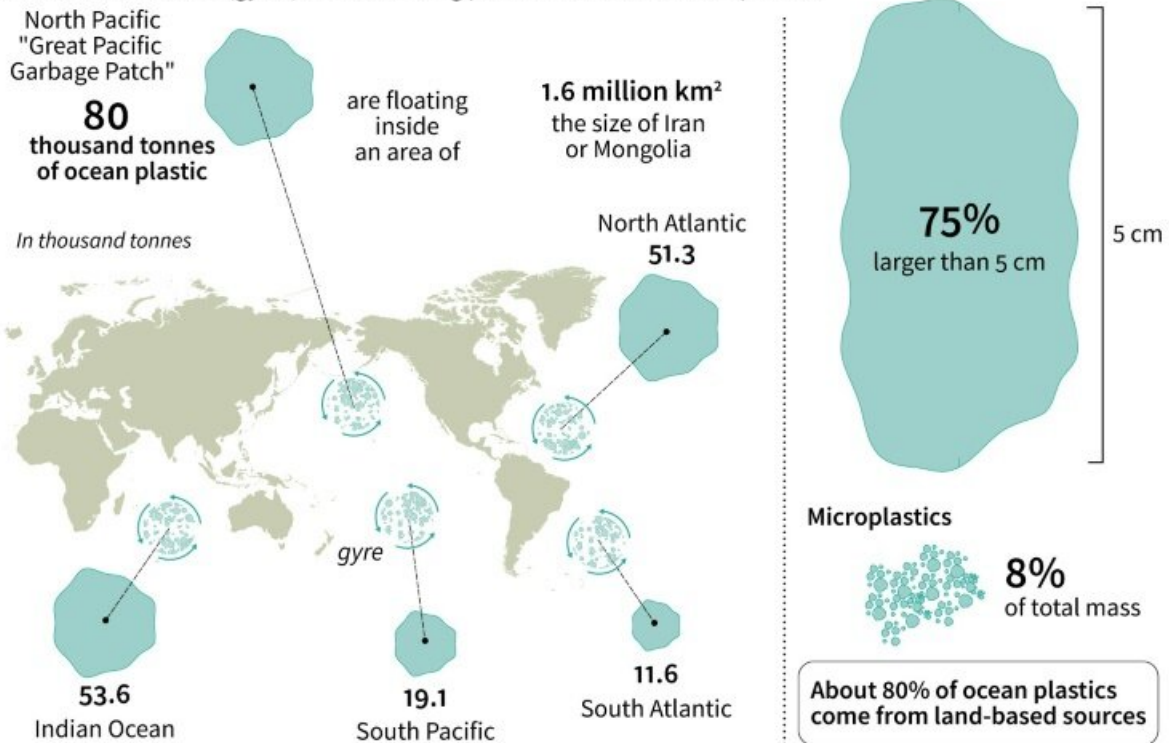 North Pacific
"Great Pacific
Garbage Patch"
80
thousand tonnes
of ocean plastic
are floating
inside
an area of
1.6 million km²
the size of Iran
or Mongolia
In thousand tonnes
North Atlantic
51.3
gyre
53.6
Indian Ocean
19.1
South Pacific
11.6
South Atlantic
75%
larger than 5 cm
5 cm
Microplastics
8%
of total mass
About 80% of ocean plastics
come from land-based sources